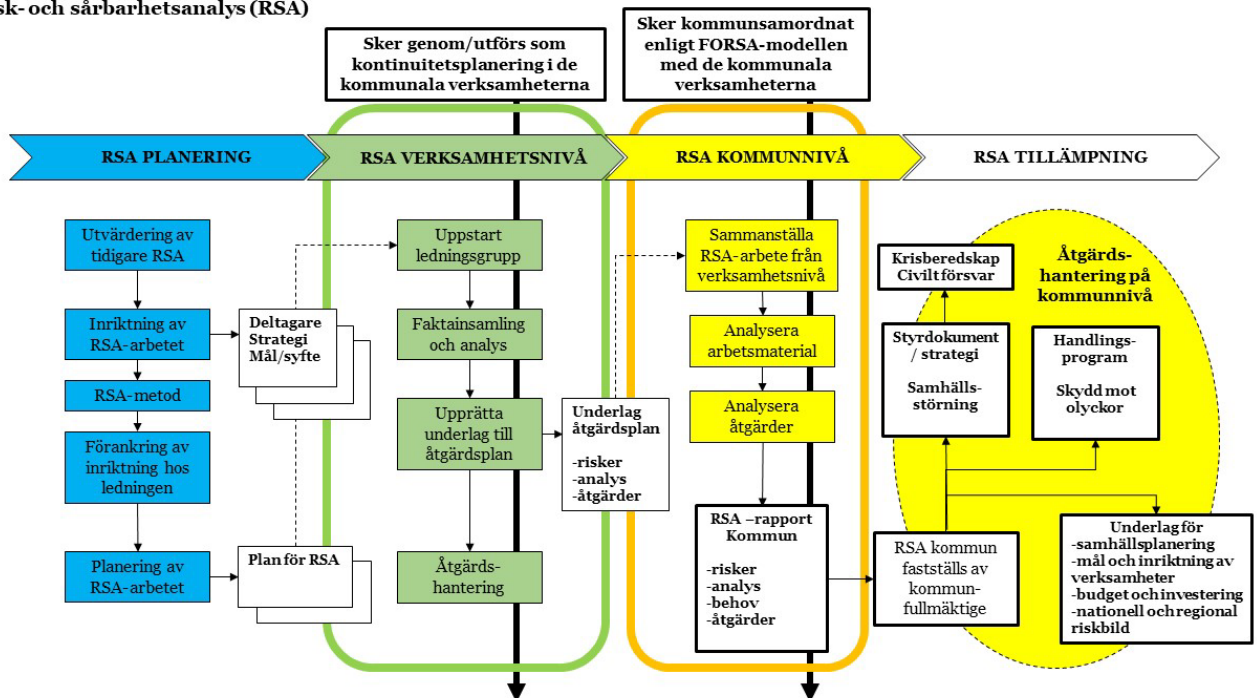 sk- och sårbarhetsanalys (RSA)
Sker genom/utförs som
kontinuitetsplanering i de
kommunala verksamheterna
Sker kommunsamordnat
enligt FORSA-modellen
med de kommunala
verksamheterna
RSA PLANERING
RSA VERKSAMHETSNIVÅ
RSA KOMMUNNIVÅ
RSA TILLÄMPNING
Utvärdering av
tidigare RSA
Inriktning av
RSA-arbetet
RSA-metod
Förankring av
inriktning hos
ledningen
Planering av
RSA-arbetet
Deltagare
Strategi
Mål/syfte
Plan för RSA
Uppstart
ledningsgrupp
Faktainsamling
och analys
Upprätta
underlag till
åtgärdsplan
Åtgärds-
hantering
Underlag
åtgärdsplan
-risker
-analys
-åtgärder
Sammanställa
RSA-arbete från
verksamhetsnivå
Analysera
arbetsmaterial
Analysera
åtgärder
RSA –rapport
Kommun
-risker
-analys
-behov
-åtgärder
Krisberedskap
Civilt försvar
Åtgärds-
hantering på
kommunnivå
Styrdokument
/ strategi
Samhälls-
störning
Handlings-
program
Skydd mot
olyckor
RSA kommun
fastställs av
kommun-
fullmäktige
Underlag för
-samhällsplanering
-mål och inriktning av
verksamheter
-budget och investering
-nationell och regional
riskbild